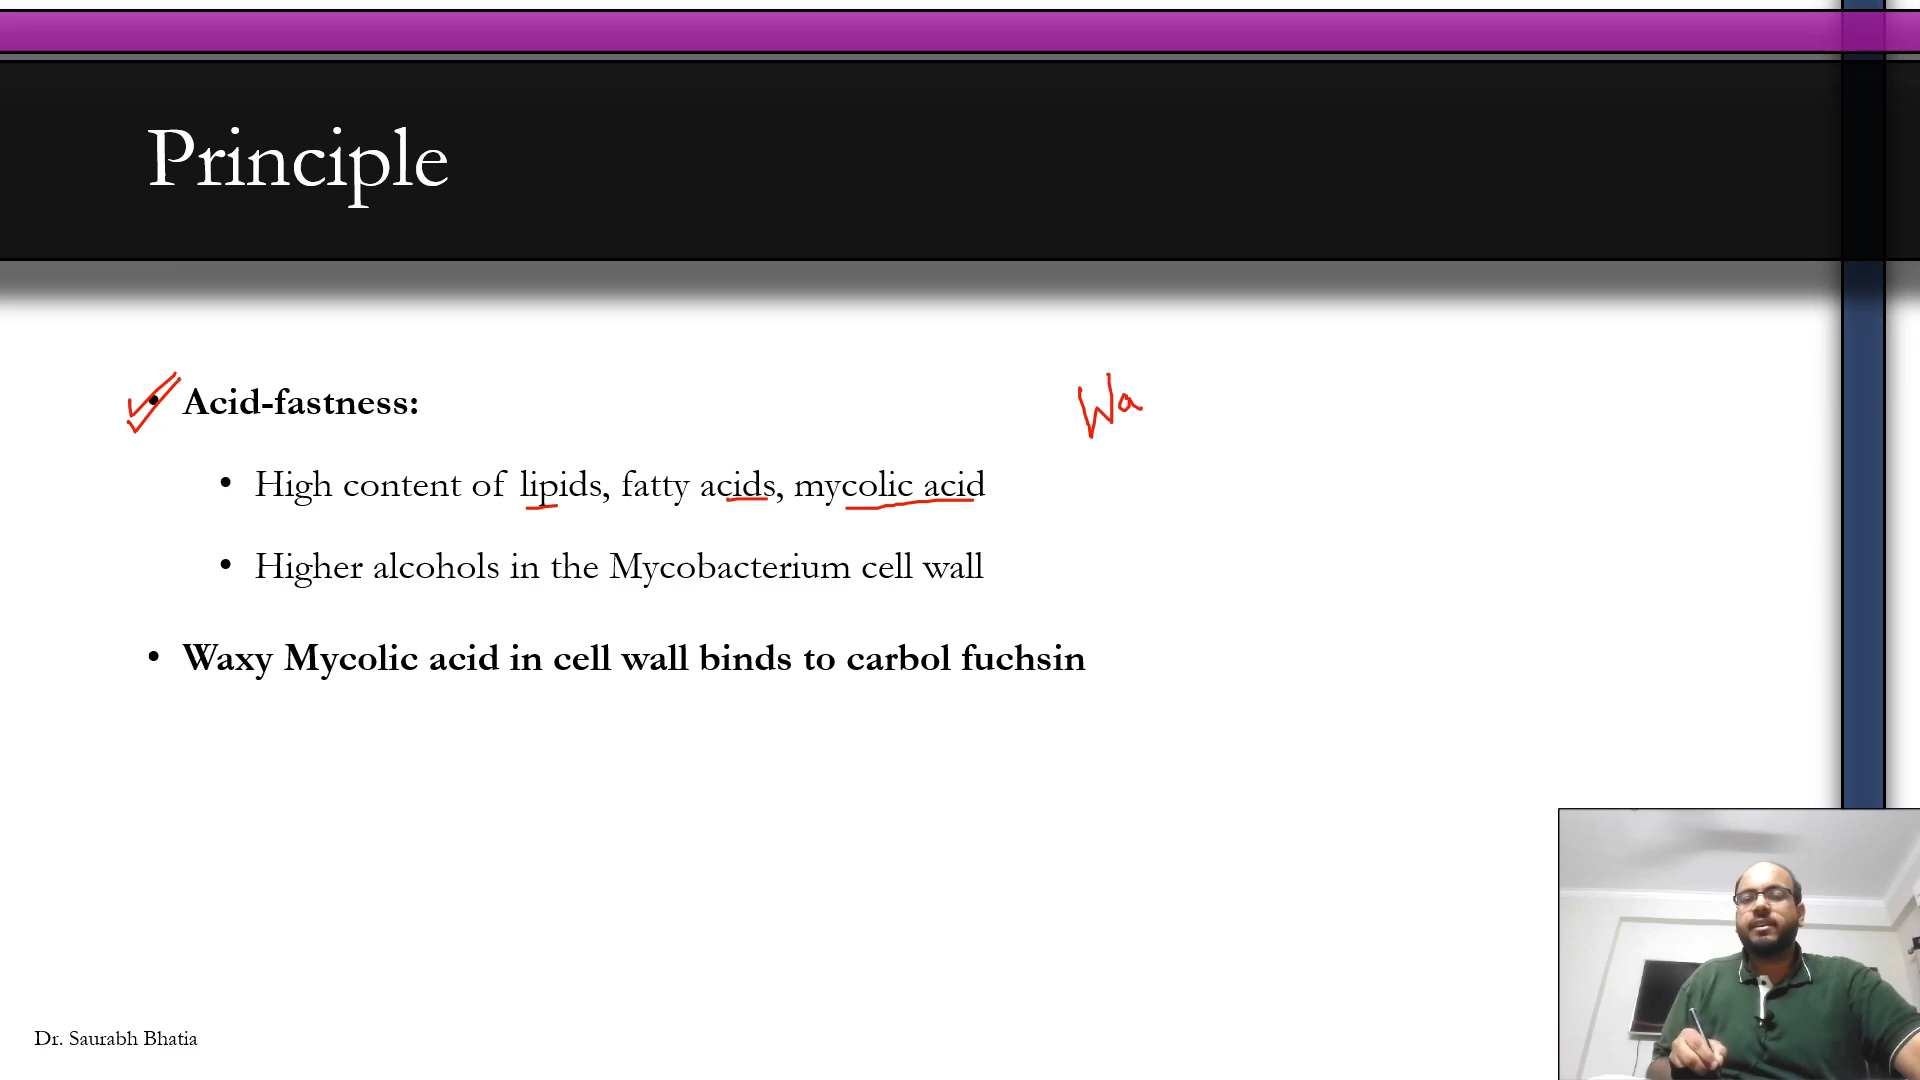 Principle
• Acid-fastness:
Wa
• High content of lipids, fatty acids, mycolic acid
• Higher alcohols in the Mycobacterium cell wall
• Waxy Mycolic acid in cell wall binds to carbol fuchsin
Dr. Saurabh Bhatia